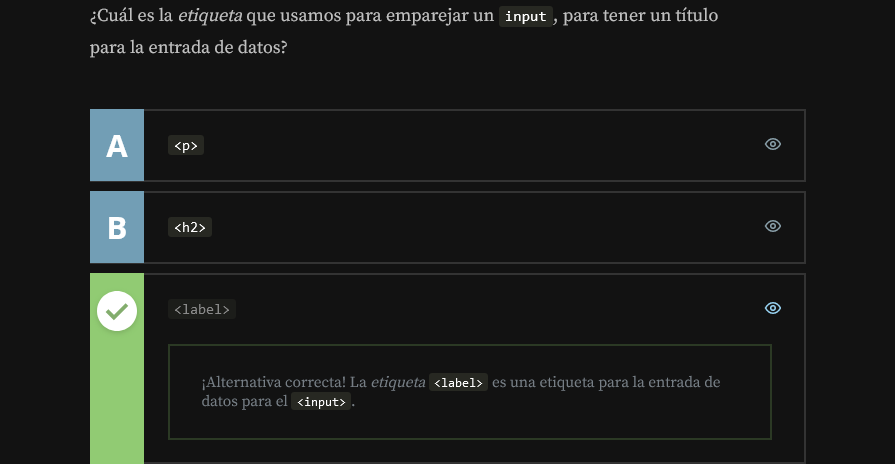 ¿Cuál es la etiqueta que usamos para emparejar un input, para tener un título
para la entrada de datos?
A
<p>
B
<h2>
<label>
¡Alternativa correcta! La etiqueta <label> es una etiqueta para la entrada de
datos para el <input>.